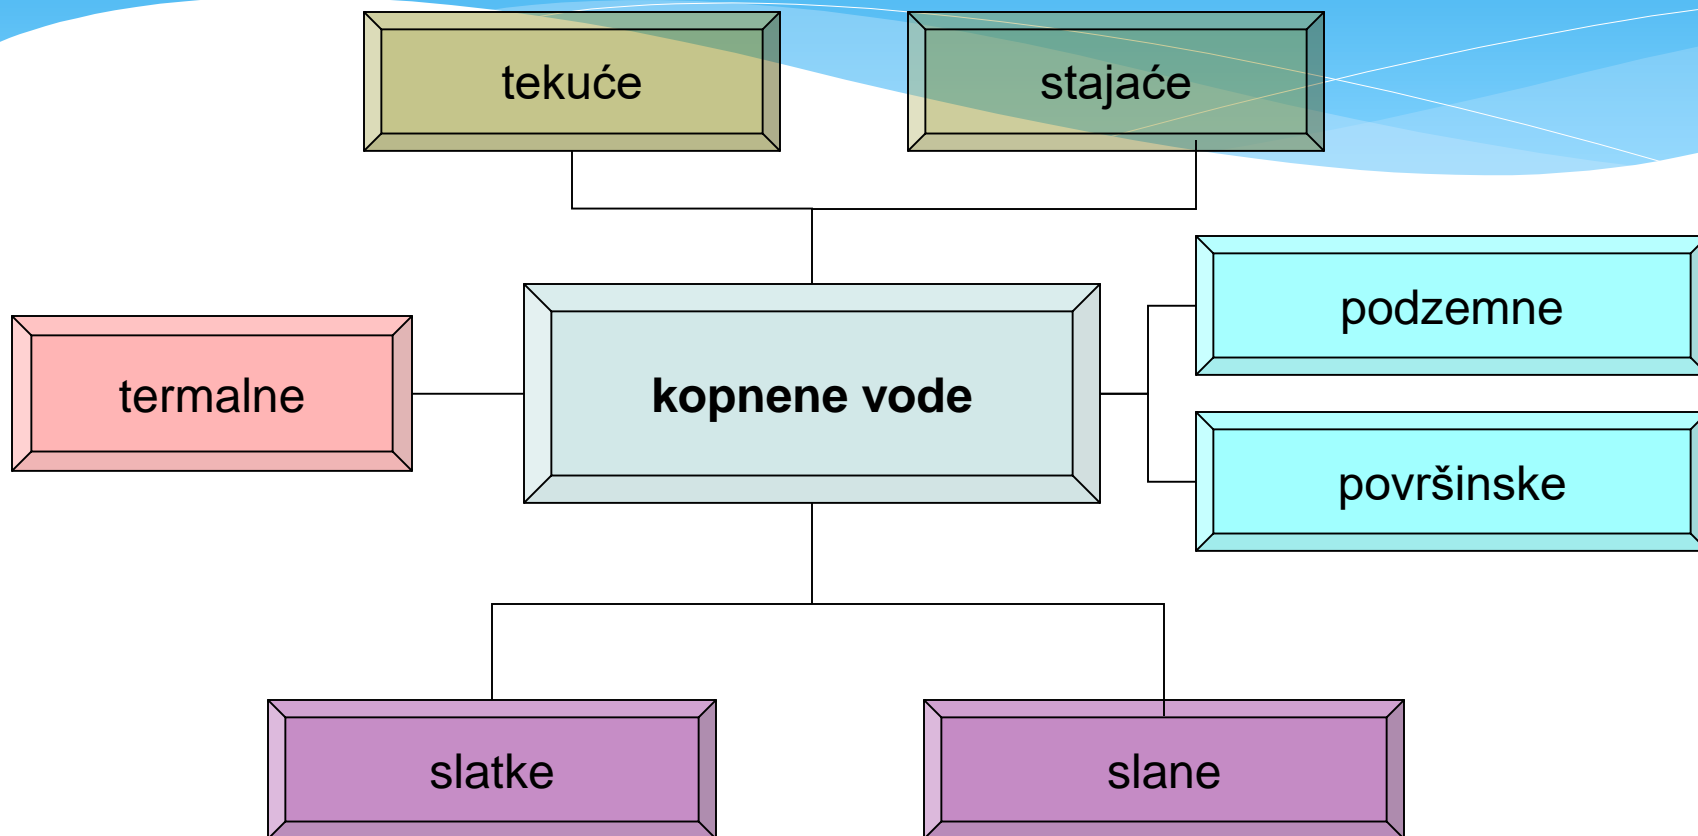 tekuće
stajaće
podzemne
termalne
kopnene vode
površinske
slatke
slane